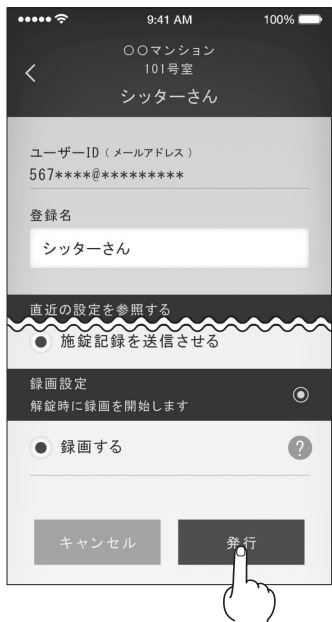 9:41 AM 100%
○○マンション
101号室
シッターさん
ユーザーID（メールアドレス）
567****@*********
登録名
シッターさん
直近の設定を参照する
施錠記録を送信させる
録画設定
解錠時に録画を開始します
録画する ?
キャンセル 発行